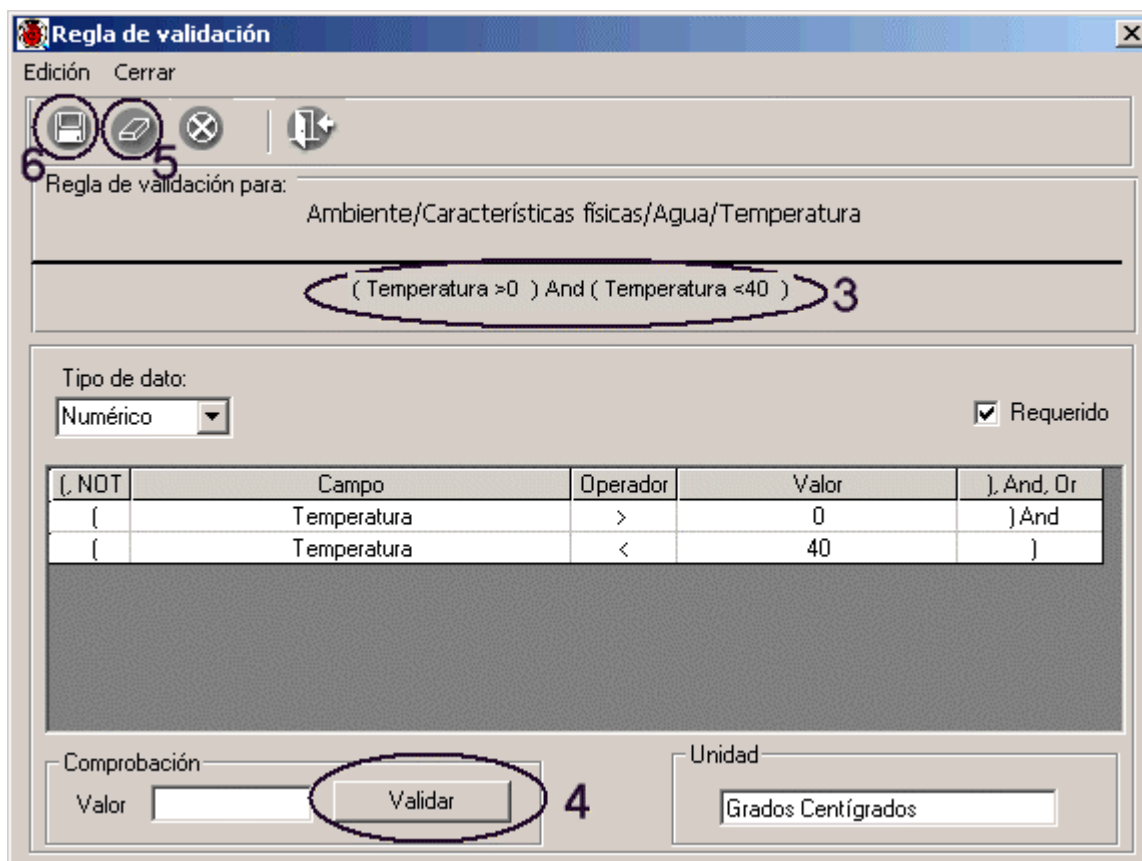 Regla de validación
Edición Cerrar
6 5
Regla de validación para:
Ambiente/Características físicas/Agua/Temperatura
( Temperatura >0 ) And ( Temperatura <40 ) 3
Tipo de dato:
Numérico Requerido
(, NOT Campo Operador Valor ), And, Or
( Temperatura > 0 ) And
( Temperatura < 40 )
Comprobación Unidad
Valor Validar 4 Grados Centígrados